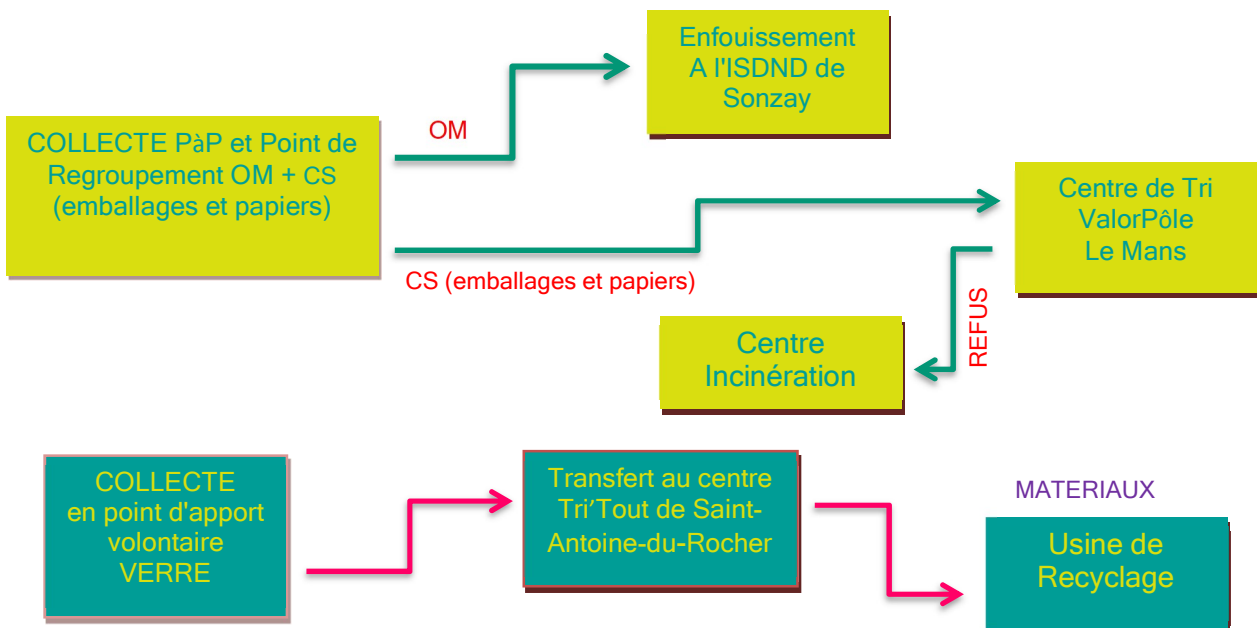 Enfouissement
A l'ISDND de
Sonzay
OM
COLLECTE PàP et Point de
Regroupement OM + CS
(emballages et papiers)
Centre de Tri
ValorPôle
Le Mans
CS (emballages et papiers)
REFUS
Centre
Incinération
COLLECTE
en point d'apport
volontaire
VERRE
Transfert au centre
Tri'Tout de Saint-
Antoine-du-Rocher
MATERIAUX
Usine de
Recyclage